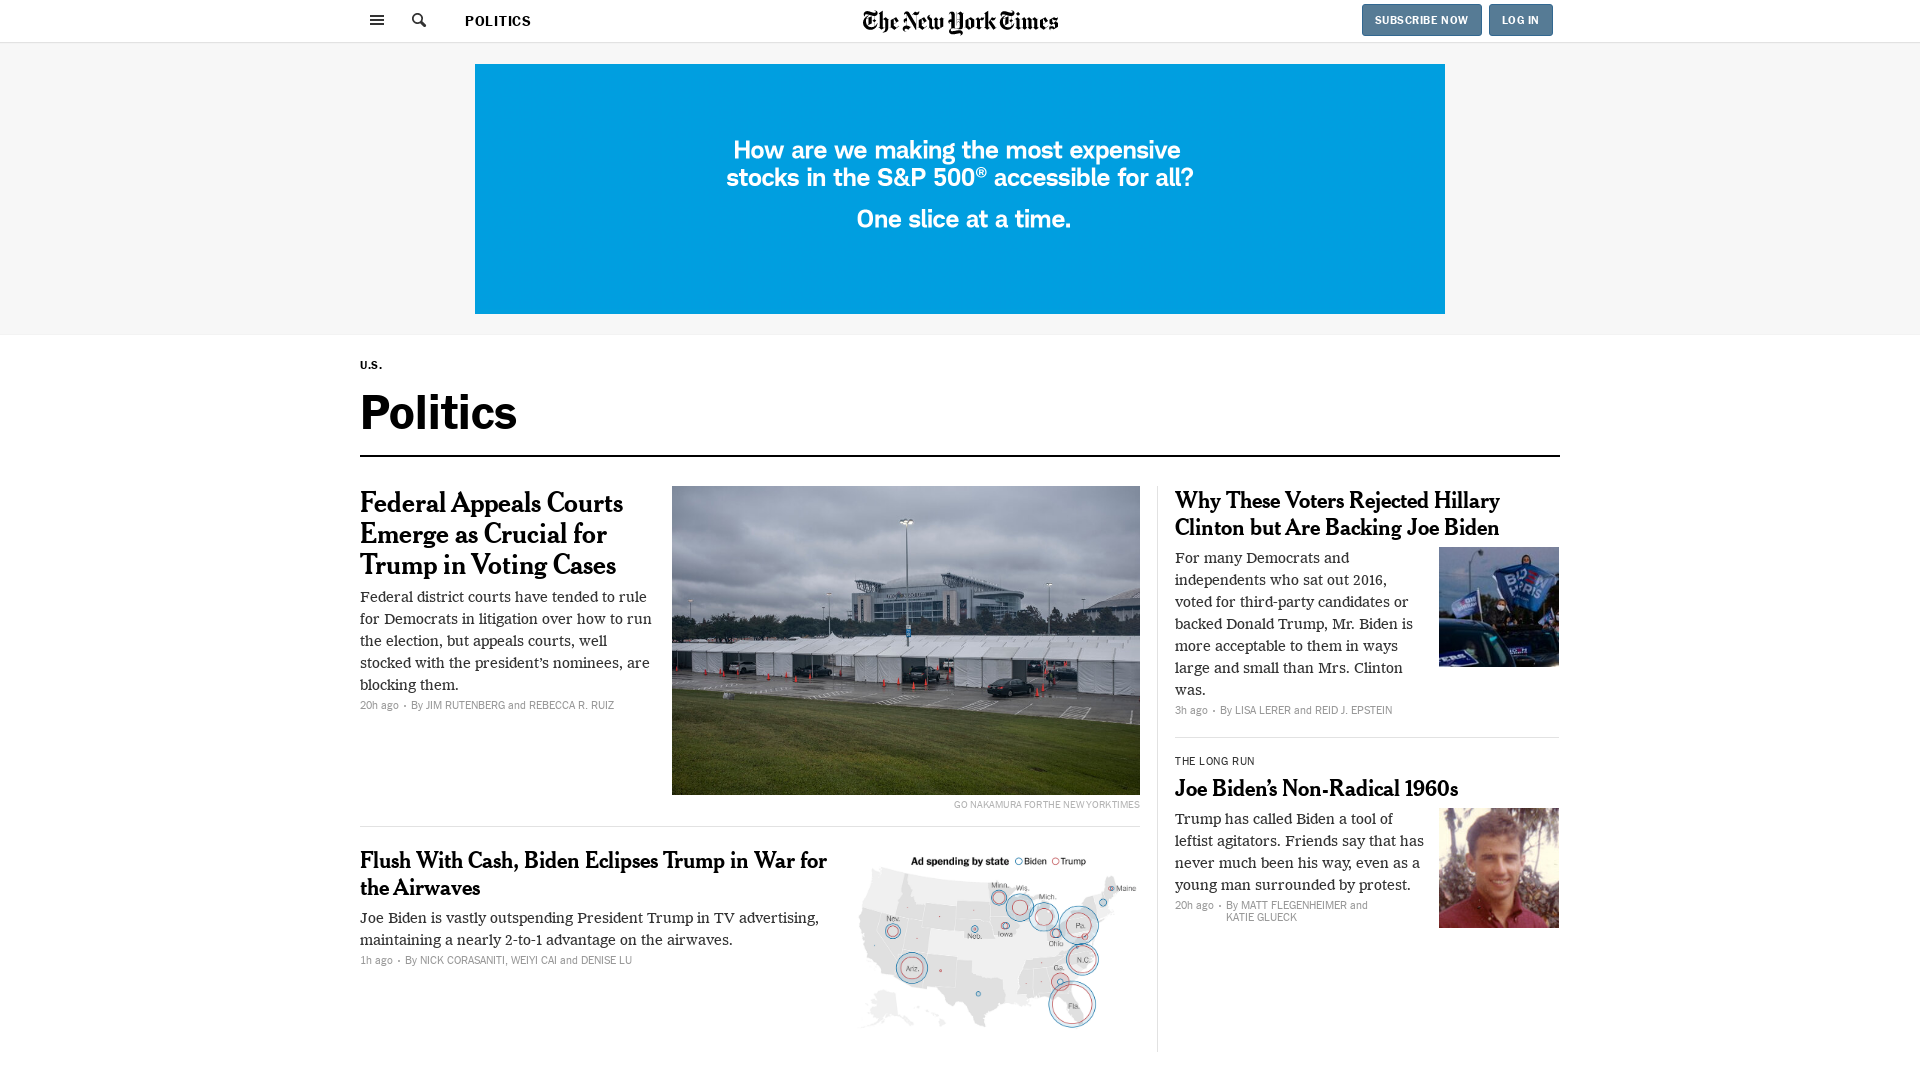 POLITICS
The New York Times
SUBSCRIBE NOW
LOG IN
How are we making the most expensive
stocks in the S&P 500® accessible for all?
One slice at a time.
U.S.
Politics
Federal Appeals Courts
Emerge as Crucial for
Trump in Voting Cases
Federal district courts have tended to rule
for Democrats in litigation over how to run
the election, but appeals courts, well
stocked with the president's nominees, are
blocking them.
20h ago · By JIM RUTENBERG and REBECCA R. RUIZ
GO NAKAMURA FOR THE NEW YORK TIMES
Flush With Cash, Biden Eclipses Trump in War for
the Airwaves
Joe Biden is vastly outspending President Trump in TV advertising,
maintaining a nearly 2-to-1 advantage on the airwaves.
1h ago · By NICK CORASANITI, WEIYI CAI and DENISE LU
Ad spending by state Biden Trump
Minn.
Wis.
Mich.
Maine
Nev.
Neb.
Iowa
Ohio
Pa.
Ariz.
N.C.
Ga.
Fla.
Why These Voters Rejected Hillary
Clinton but Are Backing Joe Biden
For many Democrats and
independents who sat out 2016,
voted for third-party candidates or
backed Donald Trump, Mr. Biden is
more acceptable to them in ways
large and small than Mrs. Clinton
was.
BIDEN
HARRIS
3h ago · By LISA LERER and REID J. EPSTEIN
THE LONG RUN
Joe Biden's Non-Radical 1960s
Trump has called Biden a tool of
leftist agitators. Friends say that has
never much been his way, even as a
young man surrounded by protest.
20h ago · By MATT FLEGENHEIMER and
KATIE GLUECK